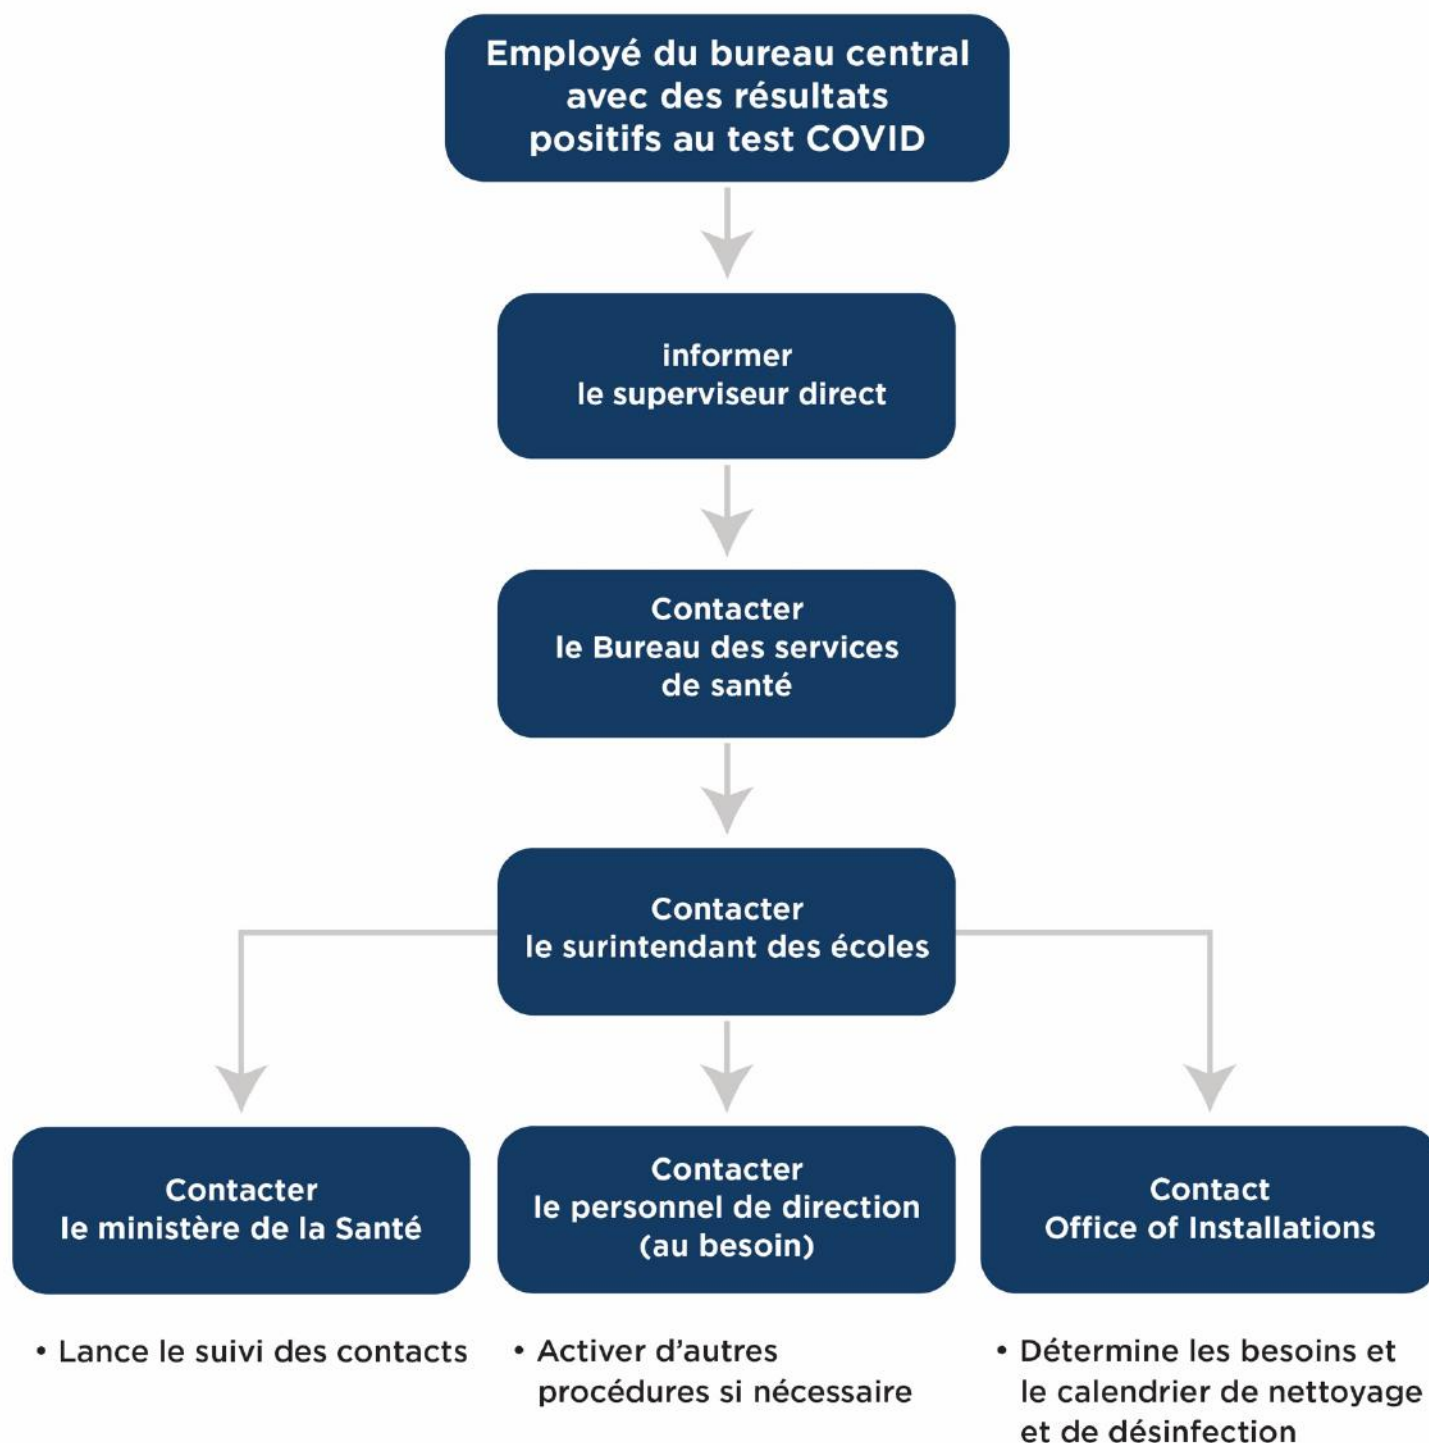 Employé du bureau central
avec des résultats
positifs au test COVID
informer
le superviseur direct
Contacter
le Bureau des services
de santé
Contacter
le surintendant des écoles
Contacter
le ministère de la Santé
Contacter
le personnel de direction
(au besoin)
Contact
Office of Installations
• Lance le suivi des contacts
• Activer d'autres
procédures si nécessaire
• Détermine les besoins et
le calendrier de nettoyage
et de désinfection